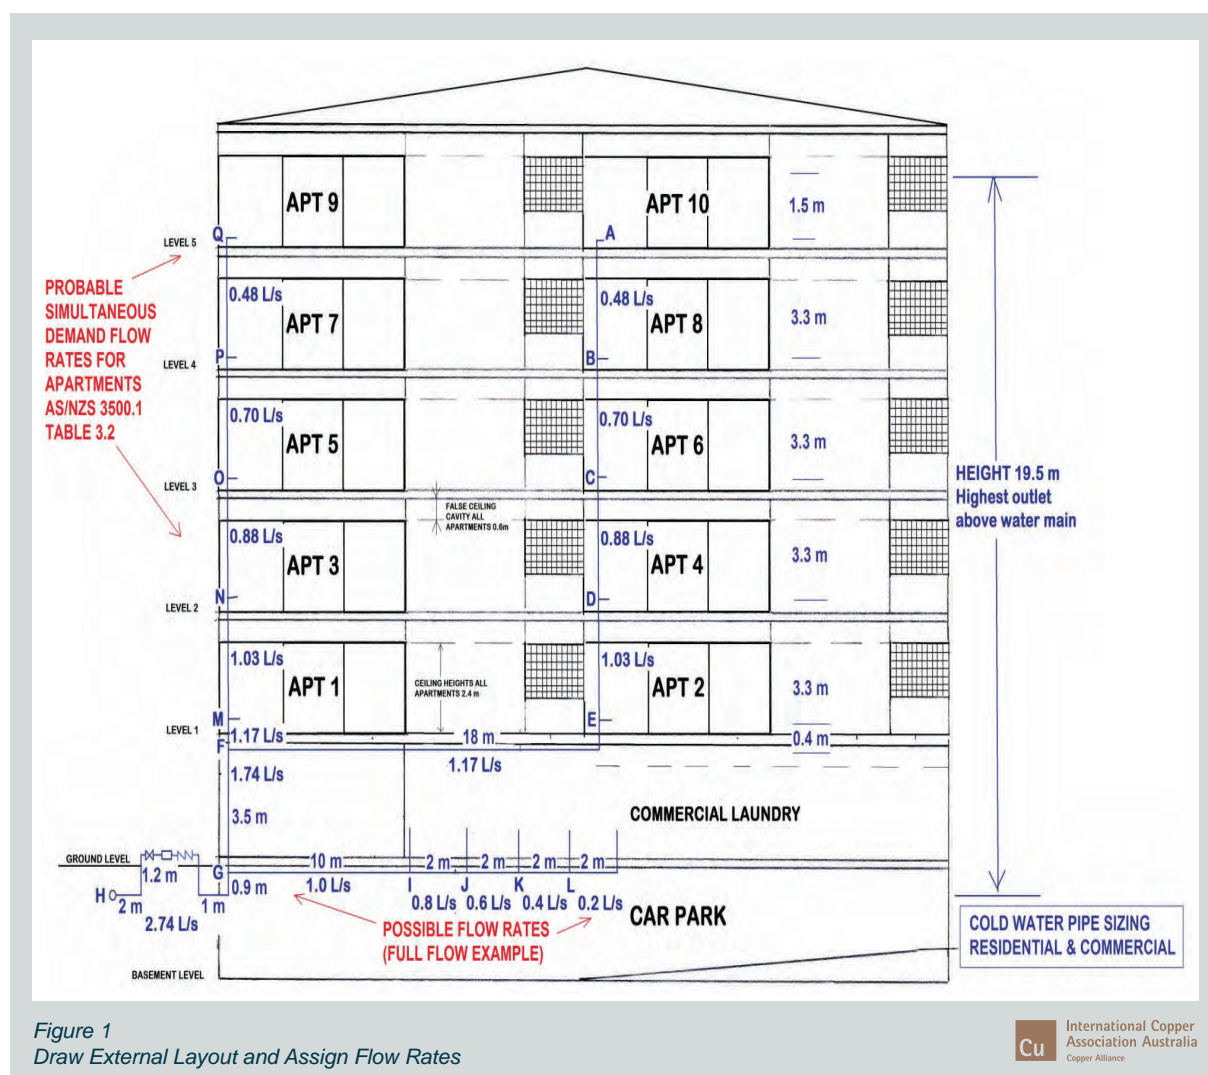 APT 9
APT 10
1.5 m
Q
A
LEVEL 5
PROBABLE
SIMULTANEOUS
DEMAND FLOW
RATES FOR
APARTMENTS
AS/NZS 3500.1
TABLE 3.2
0.48 L/s
0.48 L/s
APT 7
APT 8
3.3 m
P
B
LEVEL 4
0.70 L/s
0.70 L/s
APT 5
APT 6
3.3 m
HEIGHT 19.5 m
Highest outlet
above water main
O
C
LEVEL 3
FALSE CEILING
CAVITY ALL
APARTMENTS 0.6m
0.88 L/s
0.88 L/s
APT 3
APT 4
3.3 m
N
D
LEVEL 2
1.03 L/s
1.03 L/s
APT 1
CEILING HEIGHTS ALL
APARTMENTS 2.4 m
APT 2
3.3 m
M
E
LEVEL 1
1.17 L/s
18 m
0.4 m
F
1.17 L/s
1.74 L/s
3.5 m
COMMERCIAL LAUNDRY
GROUND LEVEL
10 m
2 m
2 m
2 m
2 m
1.2 m
G
0.9 m
1.0 L/s
I
J
K
L
H
2 m
1 m
0.8 L/s
0.6 L/s
0.4 L/s
0.2 L/s
2.74 L/s
POSSIBLE FLOW RATES
(FULL FLOW EXAMPLE)
CAR PARK
COLD WATER PIPE SIZING
RESIDENTIAL & COMMERCIAL
BASEMENT LEVEL
Figure 1
Draw External Layout and Assign Flow Rates
Cu
International Copper
Association Australia
Copper Alliance